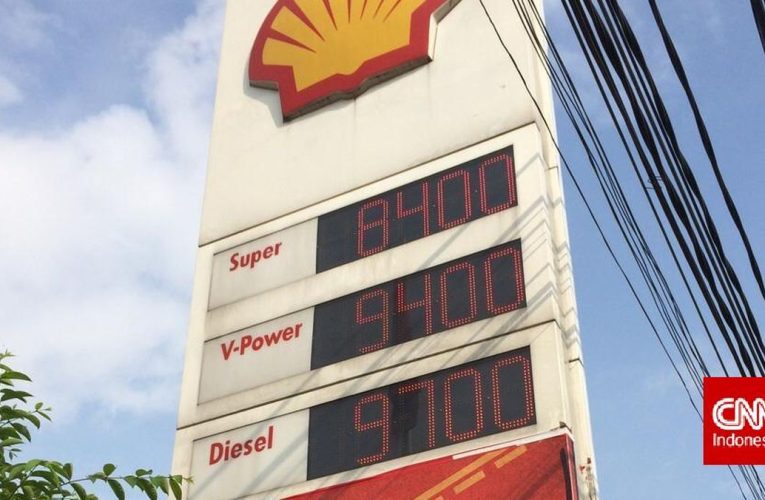 Super 8400
V-Power 9400
Diesel 9700
CNN
Indonesia